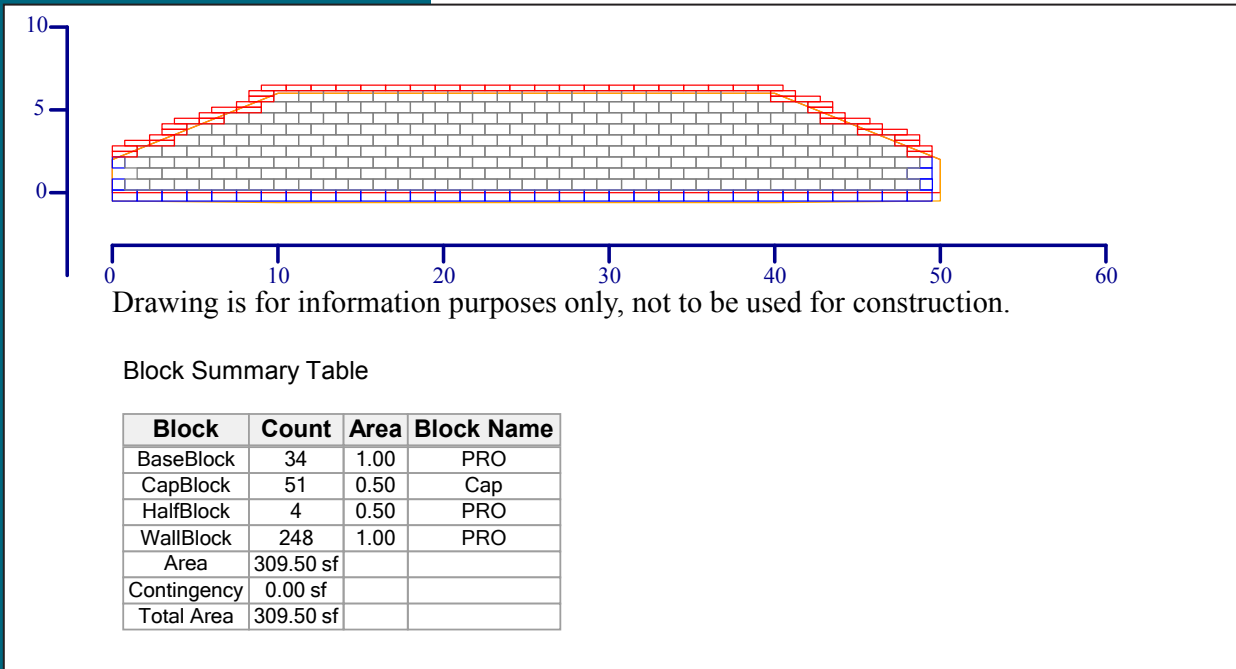 10
5
0
0 10 20 30 40 50 60
Drawing is for information purposes only, not to be used for construction.
Block Summary Table
Block Count Area Block Name
BaseBlock 34 1.00 PRO
CapBlock 51 0.50 Cap
HalfBlock 4 0.50 PRO
WallBlock 248 1.00 PRO
Area 309.50 sf
Contingency 0.00 sf
Total Area 309.50 sf